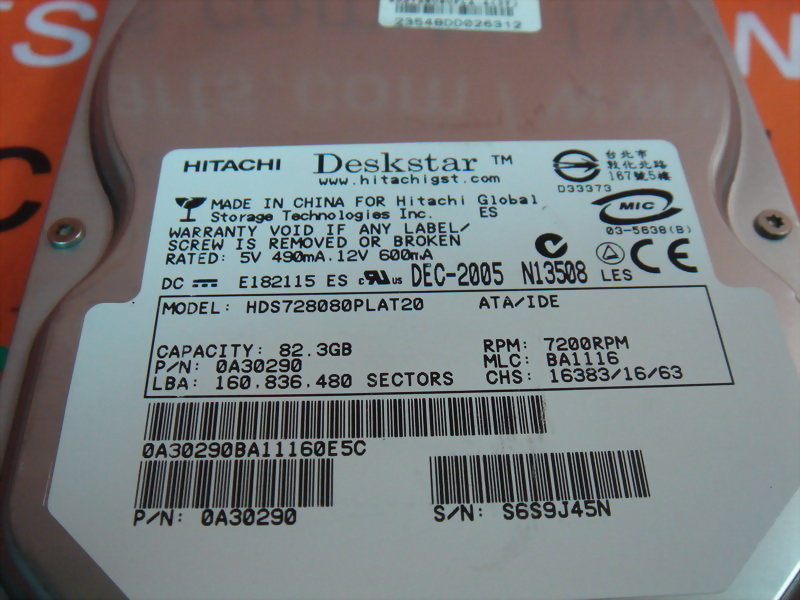 23548DD026312
HITACHI Deskstar ™
www.hitachigst.com
台北市
敦化北路
167號5樓
D33373
MADE IN CHINA FOR Hitachi Global
Storage Technologies Inc. ES
WARRANTY VOID IF ANY LABEL/
SCREW IS REMOVED OR BROKEN
RATED: 5V 490mA.12V 600mA
MIC
03-5638(B)
DC E182115 ES c us DEC-2005 N13508 LES CE
MODEL: HDS728080PLAT20 ATA/IDE
CAPACITY: 82.3GB RPM: 7200RPM
P/N: 0A30290 MLC: BA1116
LBA: 160.836.480 SECTORS CHS: 16383/16/63
0A30290BA11160E5C
P/N: 0A30290 S/N: S6S9J45N